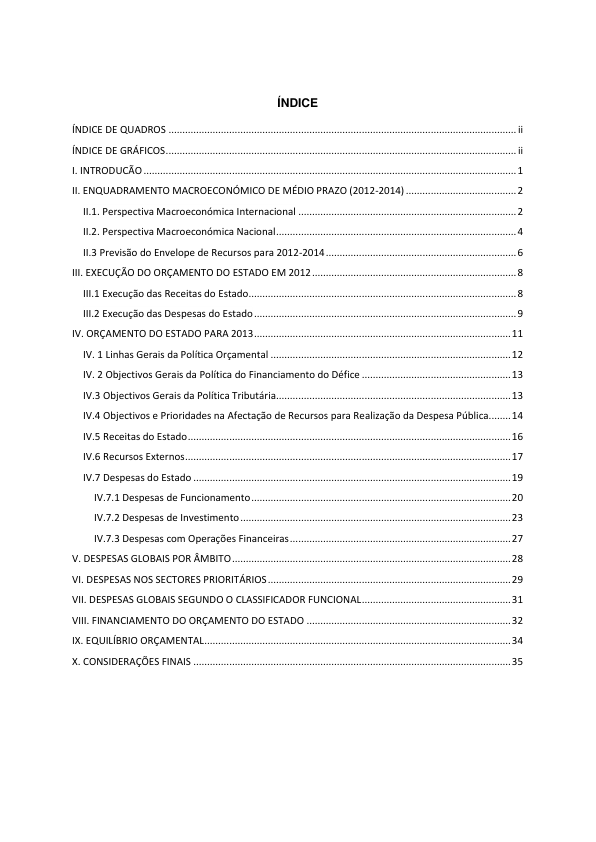 ÍNDICE
ÍNDICE DE QUADROS ................ ii
ÍNDICE DE GRÁFICOS ................ ii
I. INTRODUCÃO ................ 1
II. ENQUADRAMENTO MACROECONÓMICO DE MÉDIO PRAZO (2012-2014) ................ 2
II.1. Perspectiva Macroeconómica Internacional ................ 2
II.2. Perspectiva Macroeconómica Nacional ................ 4
II.3 Previsão do Envelope de Recursos para 2012-2014 ................ 6
III. EXECUÇÃO DO ORÇAMENTO DO ESTADO EM 2012 ................ 8
III.1 Execução das Receitas do Estado ................ 8
III.2 Execução das Despesas do Estado ................ 9
IV. ORÇAMENTO DO ESTADO PARA 2013 ................ 11
IV. 1 Linhas Gerais da Política Orçamental ................ 12
IV. 2 Objectivos Gerais da Política do Financiamento do Défice ................ 13
IV.3 Objectivos Gerais da Política Tributária ................ 13
IV.4 Objectivos e Prioridades na Afectação de Recursos para Realização da Despesa Pública ........ 14
IV.5 Receitas do Estado ................ 16
IV.6 Recursos Externos ................ 17
IV.7 Despesas do Estado ................ 19
IV.7.1 Despesas de Funcionamento ................ 20
IV.7.2 Despesas de Investimento ................ 23
IV.7.3 Despesas com Operações Financeiras ................ 27
V. DESPESAS GLOBAIS POR ÂMBITO ................ 28
VI. DESPESAS NOS SECTORES PRIORITÁRIOS ................ 29
VII. DESPESAS GLOBAIS SEGUNDO O CLASSIFICADOR FUNCIONAL ................ 31
VIII. FINANCIAMENTO DO ORÇAMENTO DO ESTADO ................ 32
IX. EQUILÍBRIO ORÇAMENTAL ................ 34
X. CONSIDERAÇÕES FINAIS ................ 35